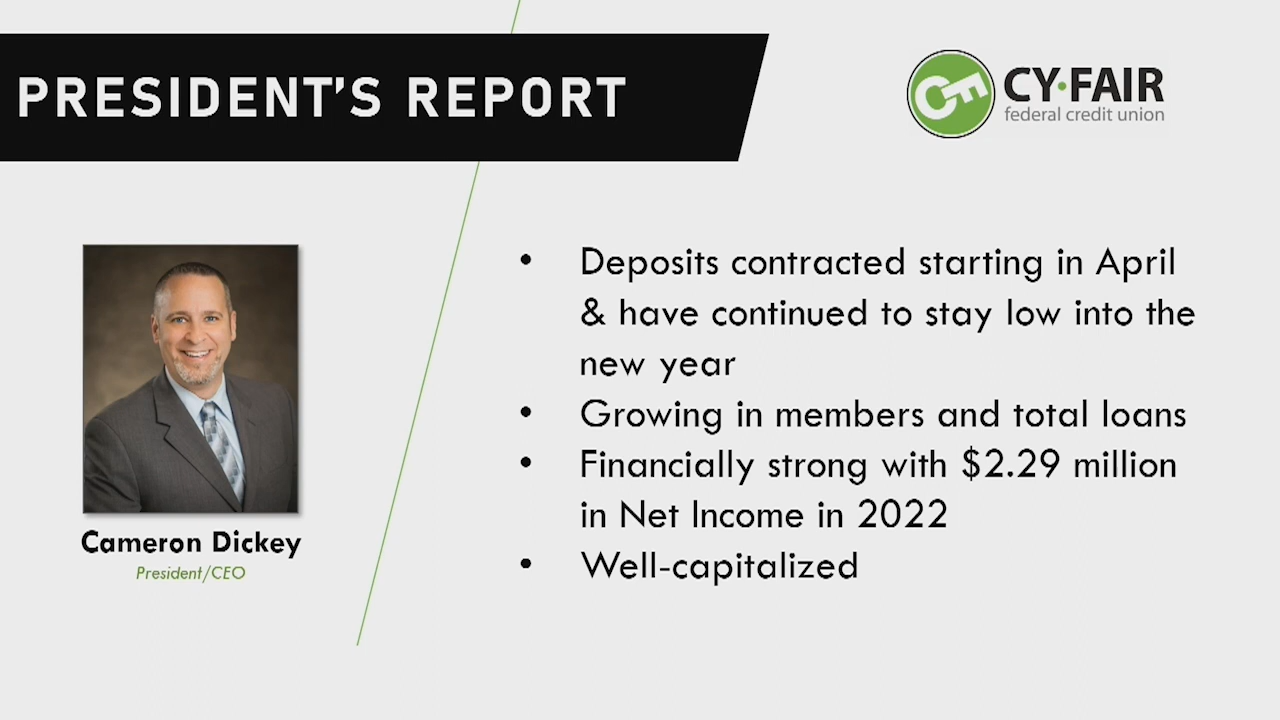 PRESIDENT'S REPORT
CY·FAIR
federal credit union
Cameron Dickey
President/CEO
• Deposits contracted starting in April
& have continued to stay low into the
new year
• Growing in members and total loans
• Financially strong with $2.29 million
in Net Income in 2022
• Well-capitalized